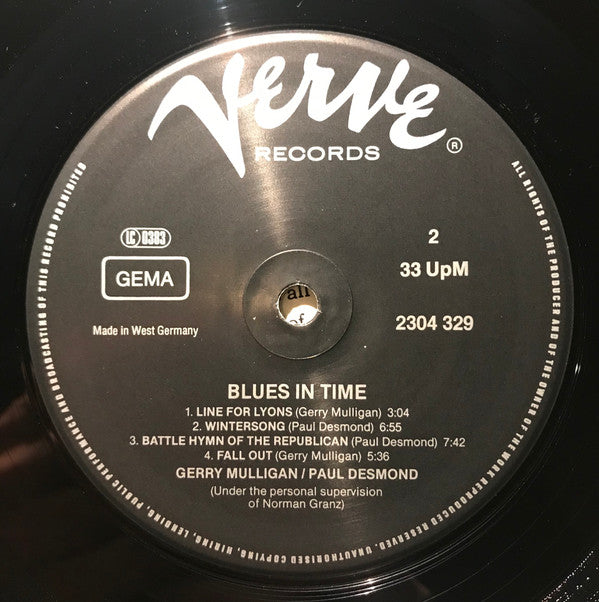 Verve
RECORDS ®
LC 0383
GEMA
Made in West Germany
2
33 UpM
2304 329
all
of
BLUES IN TIME
1. LINE FOR LYONS (Gerry Mulligan) 3:04
2. WINTERSONG (Paul Desmond) 6:55
3. BATTLE HYMN OF THE REPUBLICAN (Paul Desmond) 7:42
4. FALL OUT (Gerry Mulligan) 5:36
GERRY MULLIGAN / PAUL DESMOND
(Under the personal supervision
of Norman Granz)
ALL RIGHTS OF THE PRODUCER AND OF THE OWNER OF THE WORK REPRODUCED RESERVED. UNAUTHORISED COPYING, HIRING, LENDING, PUBLIC PERFORMANCE AND BROADCASTING OF THIS RECORD PROHIBITED